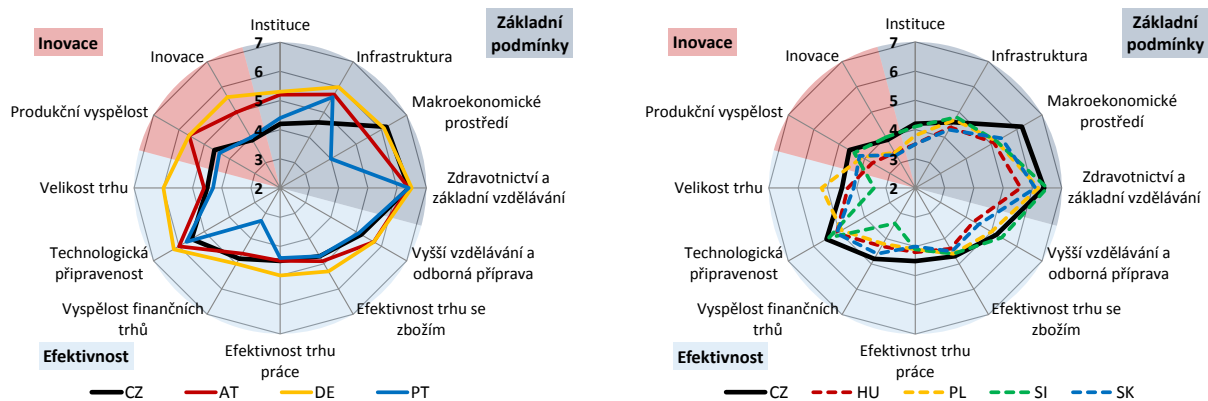 Instituce
7
6
5
4
3
2
Inovace
Základní
podmínky
Inovace
Infrastruktura
Produkční vyspělost
Makroekonomické
prostředí
Velikost trhu
Zdravotnictví a
základní vzdělávání
Technologická
připravenost
Vyšší vzdělávání a
odborná příprava
Vyspělost finančních
trhů
Efektivnost trhu se
zbožím
Efektivnost trhu
práce
Efektivnost
CZ
AT
DE
PT
Instituce
7
6
5
4
3
2
Inovace
Základní
podmínky
Inovace
Infrastruktura
Produkční vyspělost
Makroekonomické
prostředí
Velikost trhu
Zdravotnictví a
základní vzdělávání
Technologická
připravenost
Vyšší vzdělávání a
odborná příprava
Vyspělost finančních
trhů
Efektivnost trhu se
zbožím
Efektivnost trhu
práce
Efektivnost
CZ
HU
PL
SI
SK